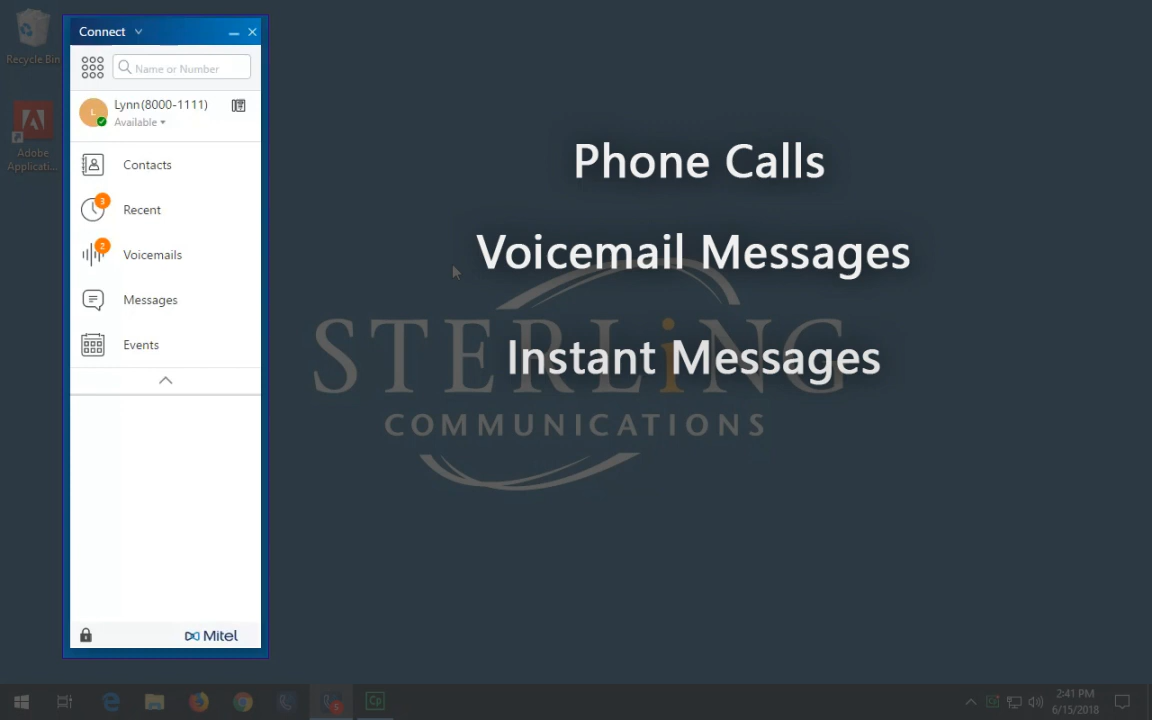 Recycle Bin
Adobe
Applicati...
Connect
Name or Number
L
Lynn(8000-1111)
Available
Contacts
3
Recent
2
Voicemails
Messages
Events
Mitel
Phone Calls
Voicemail Messages
Instant Messages
STERLiNG
COMMUNICATIONS
Cp
2:41 PM
6/15/2018